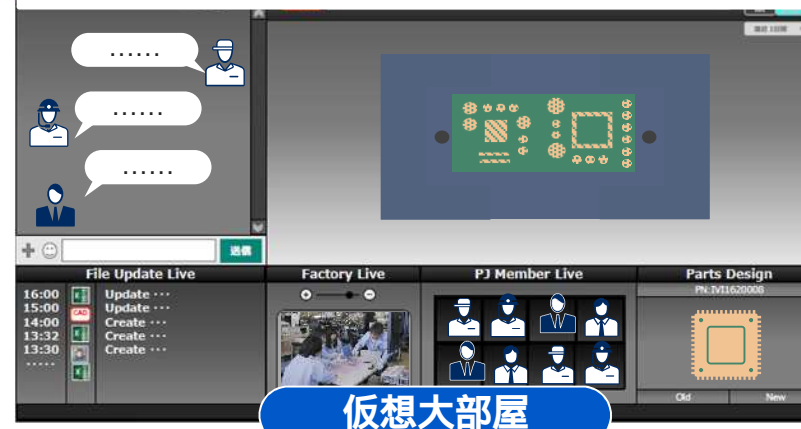 ......
......
......
送信
File Update Live
16:00 Update ...
15:00 CAD Update ...
14:00 Create ...
13:32 Create ...
13:30 Create ...
.....
Factory Live
PJ Member Live
Parts Design
PN:IVI1620008
Old
New
仮想大部屋